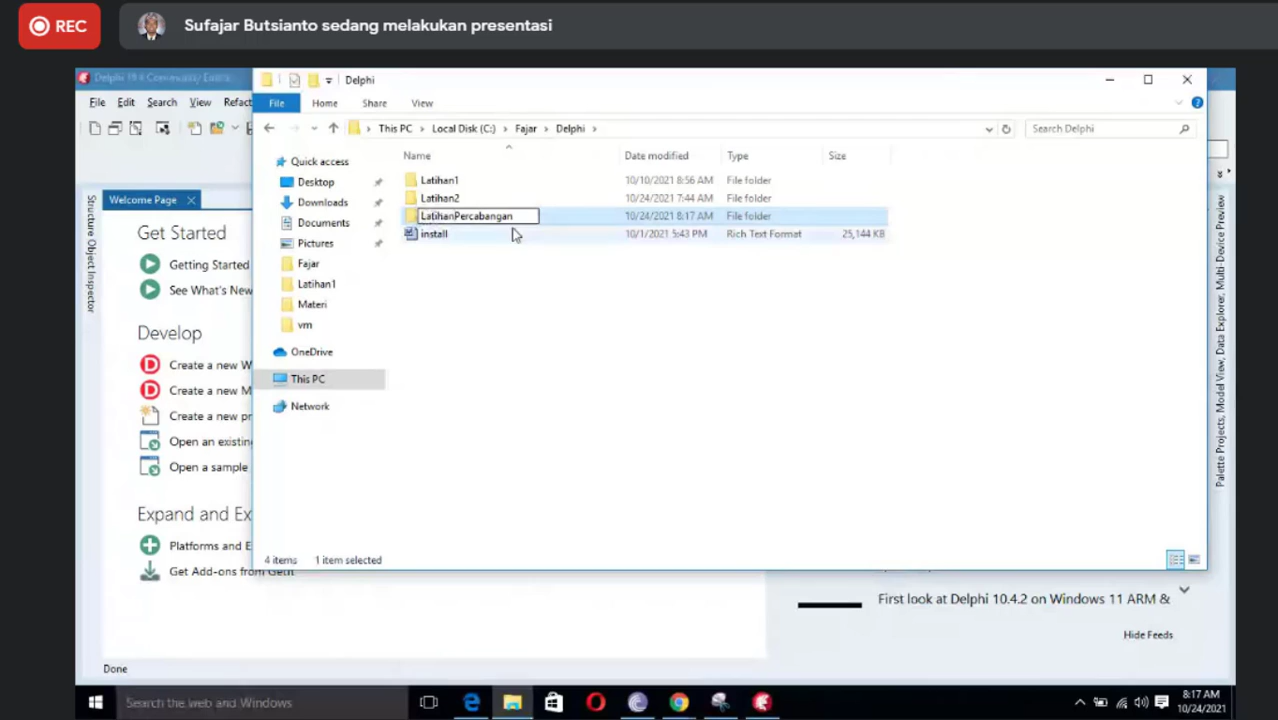 REC
Sufajar Butsianto sedang melakukan presentasi
Delphi 10.4 Community Edition
Delphi
File Edit Search View Refact
File Home Share View
This PC > Local Disk (C:) > Fajar > Delphi >
Search Delphi
Welcome Page
Structure Object Inspector
Get Started
Getting Started
See What's New
Develop
Create a new W
Create a new M
Create a new pr
Open an existing
Open a sample
Expand and Ex
Platforms and E
Get Add-ons from GetIt
Done
Quick access
Desktop
Downloads
Documents
Pictures
Fajar
Latihan1
Materi
vm
OneDrive
This PC
Network
Name Date modified Type Size
Latihan1 10/10/2021 8:56 AM File folder
Latihan2 10/24/2021 7:44 AM File folder
LatihanPercabangan 10/24/2021 8:17 AM File folder
install 10/1/2021 5:43 PM Rich Text Format 25,144 KB
4 items 1 item selected
Palette Projects, Model View, Data Explorer, Multi-Device Preview
First look at Delphi 10.4.2 on Windows 11 ARM &
Hide Feeds
Search the web and Windows
8:17 AM
10/24/2021